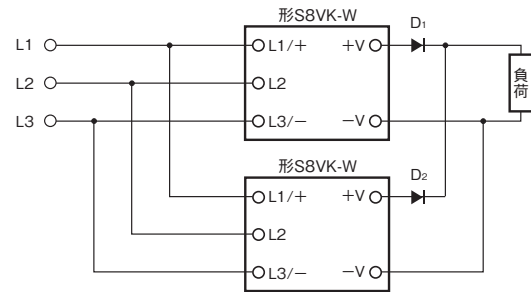 形S8VK-W
L1
L1/+
+V
D1
L2
L2
負荷
L3
L3/−
−V
形S8VK-W
L1/+
+V
D2
L2
L3/−
−V